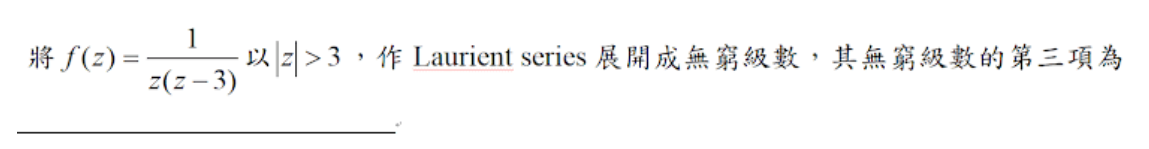 將 f(z) = \frac{1}{z(z-3)} 以 |z| > 3，作 Laurient series 展開成無窮級數，其無窮級數的第三項為